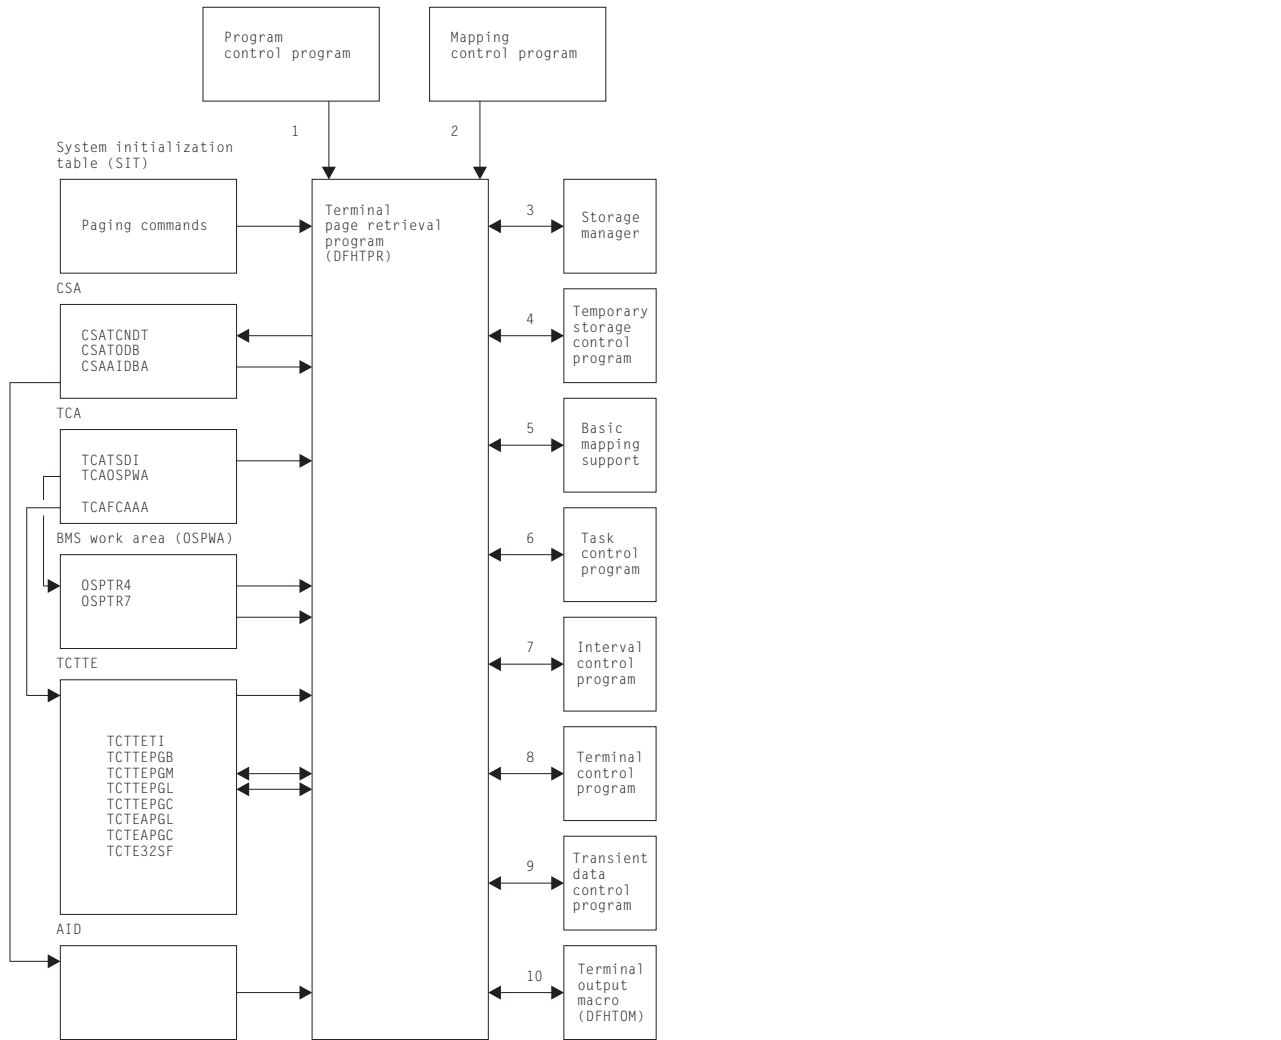 Program
control program
Mapping
control program
1
2
System initialization
table (SIT)
Paging commands
Terminal
page retrieval
program
(DFHTPR)
3
Storage
manager
CSA
CSATCNDT
CSATODB
CSAAIDBA
4
Temporary
storage
control
program
TCA
TCATSDI
TCAOSPWA
TCAFCAAA
5
Basic
mapping
support
BMS work area (OSPWA)
OSPTR4
OSPTR7
6
Task
control
program
TCTTE
TCTTETI
TCTTEPGB
TCTTEPGM
TCTTEPGL
TCTTEPGC
TCTEAPGL
TCTEAPGC
TCTE32SF
7
Interval
control
program
8
Terminal
control
program
9
Transient
data
control
program
AID
10
Terminal
output
macro
(DFHTOM)